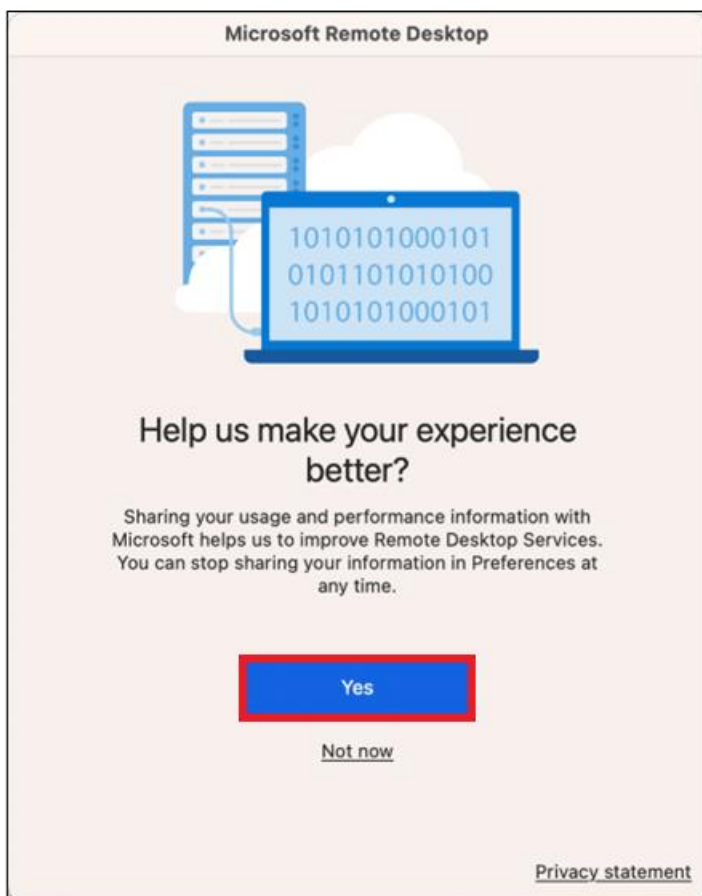 Microsoft Remote Desktop
1010101000101
0101101010100
1010101000101
Help us make your experience
better?
Sharing your usage and performance information with
Microsoft helps us to improve Remote Desktop Services.
You can stop sharing your information in Preferences at
any time.
Yes
Not now
Privacy statement